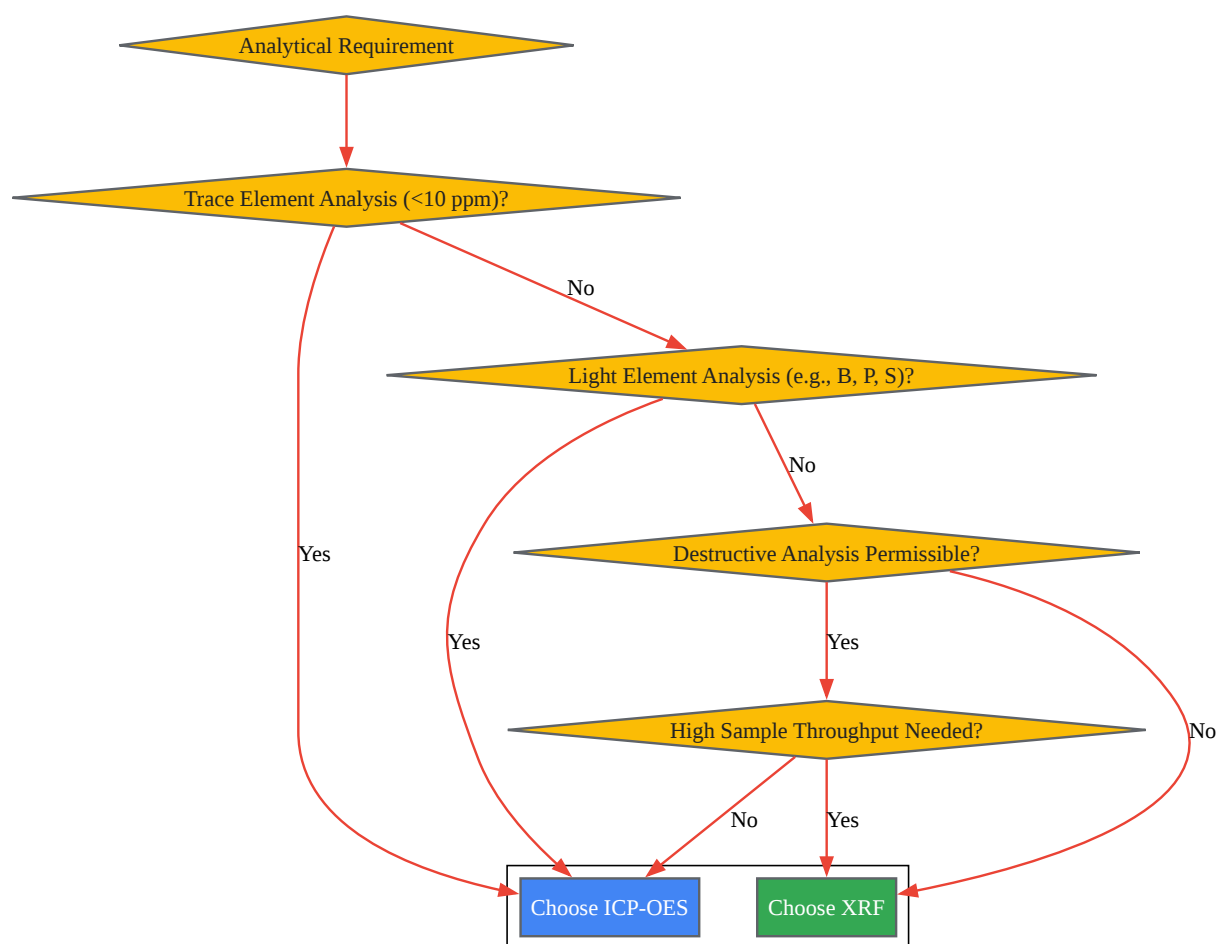 Analytical Requirement
Trace Element Analysis (<10 ppm)?
No
Light Element Analysis (e.g., B, P, S)?
No
Yes
Destructive Analysis Permissible?
Yes
Yes
High Sample Throughput Needed?
No
No
Yes
Choose ICP-OES
Choose XRF